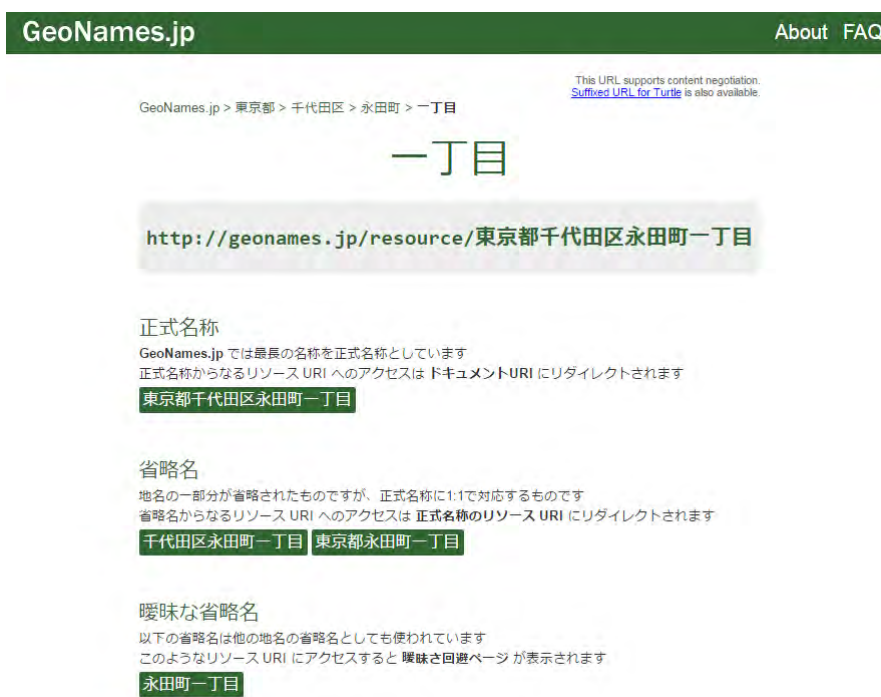 GeoNames.jp
About FAQ
This URL supports content negotiation.
Suffixed URL for Turtle is also available.
GeoNames.jp > 東京都 > 千代田区 > 永田町 > 一丁目
一丁目
http://geonames.jp/resource/東京都千代田区永田町一丁目
正式名称
GeoNames.jp では最長の名称を正式名称としています
正式名称からなるリソース URI へのアクセスは ドキュメントURI にリダイレクトされます
東京都千代田区永田町一丁目
省略名
地名の一部分が省略されたものですが、正式名称に1:1で対応するものです
省略名からなるリソース URI へのアクセスは 正式名称のリソース URI にリダイレクトされます
千代田区永田町一丁目 東京都永田町一丁目
曖昧な省略名
以下の省略名は他の地名の省略名としても使われています
このようなリソース URI にアクセスすると 曖昧さ回避ページ が表示されます
永田町一丁目